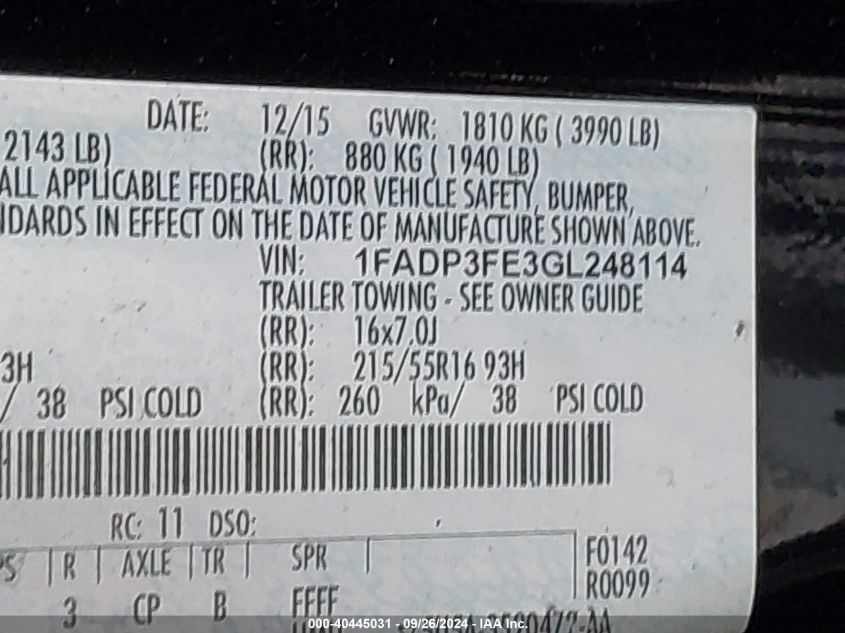 DATE: 12/15 GVWR: 1810 KG ( 3990 LB)
2143 LB) (RR): 880 KG ( 1940 LB)
ALL APPLICABLE FEDERAL MOTOR VEHICLE SAFETY, BUMPER,
NDARDS IN EFFECT ON THE DATE OF MANUFACTURE SHOWN ABOVE.
VIN: 1FADP3FE3GL248114
TRAILER TOWING - SEE OWNER GUIDE
(RR): 16x7.0J
3H (RR): 215/55R16 93H
/ 38 PSI COLD (RR): 260 kPa/ 38 PSI COLD
RC: 11 DSO:
PS R AXLE TR SPR F0142
R0099
3 CP B FFFF
000-40445031 - 09/26/2024 - IAA Inc.